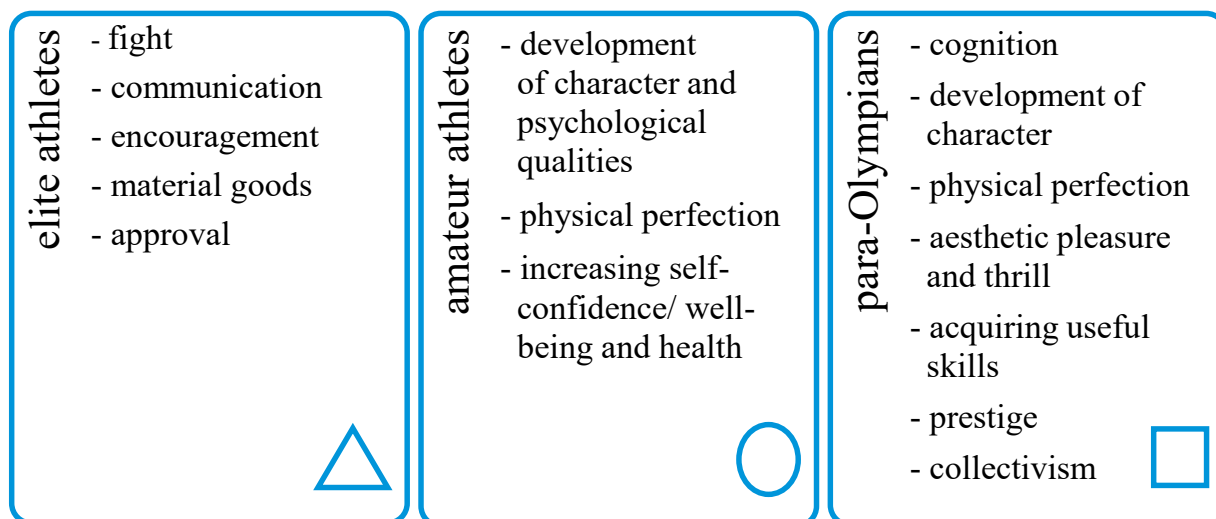 elite athletes
- fight
- communication
- encouragement
- material goods
- approval
amateur athletes
- development
of character and
psychological
qualities
- physical perfection
- increasing self-
confidence/ well-
being and health
para-Olympians
- cognition
- development of
character
- physical perfection
- aesthetic pleasure
and thrill
- acquiring useful
skills
- prestige
- collectivism